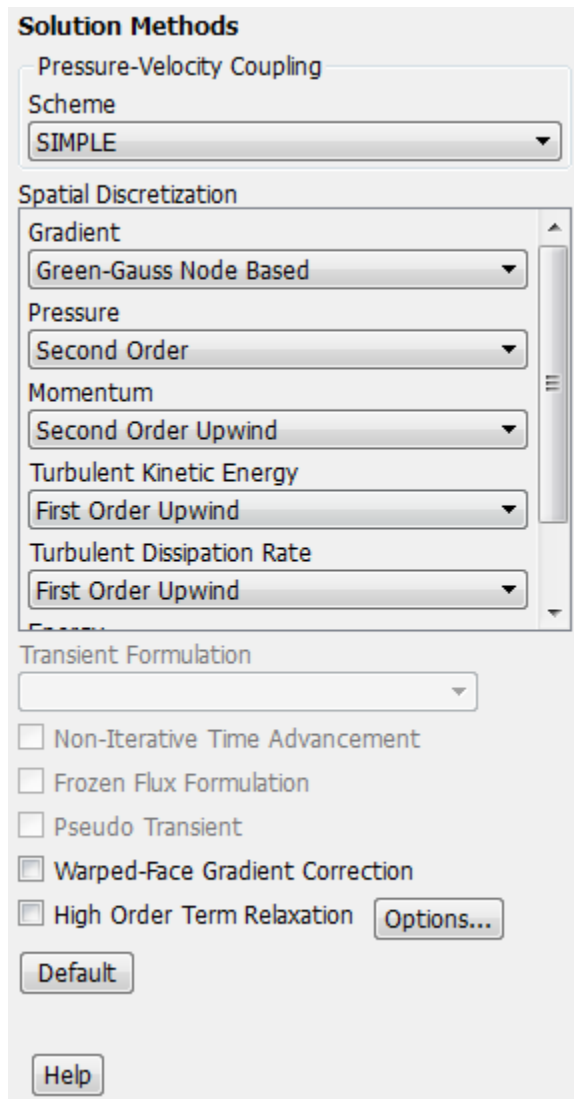 Solution Methods
Pressure-Velocity Coupling
Scheme
SIMPLE
Spatial Discretization
Gradient
Green-Gauss Node Based
Pressure
Second Order
Momentum
Second Order Upwind
Turbulent Kinetic Energy
First Order Upwind
Turbulent Dissipation Rate
First Order Upwind
Energy
Transient Formulation
Non-Iterative Time Advancement
Frozen Flux Formulation
Pseudo Transient
Warped-Face Gradient Correction
High Order Term Relaxation Options...
Default
Help